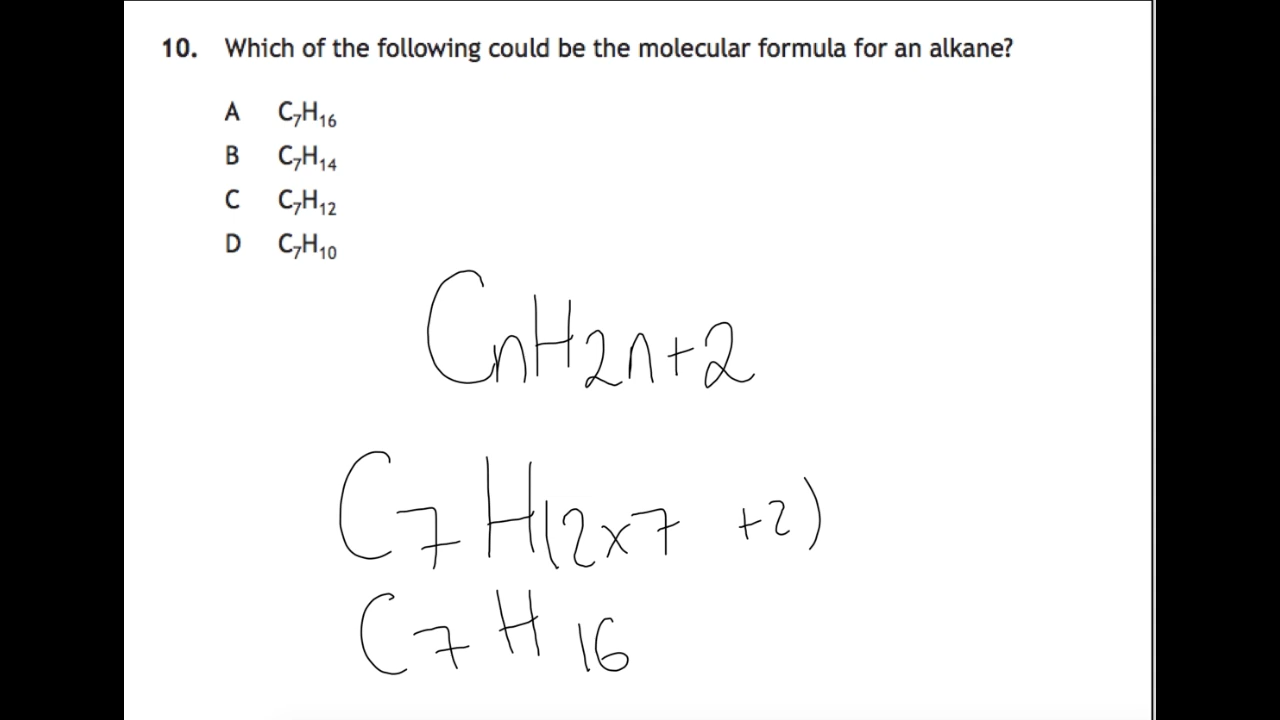 10. Which of the following could be the molecular formula for an alkane?
A C₇H₁₆
B C₇H₁₄
C C₇H₁₂
D C₇H₁₀
CnH2n+2
C7H(2x7 +2)
C7H16